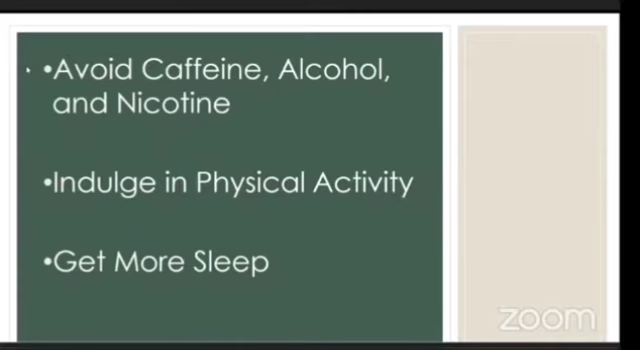 •Avoid Caffeine, Alcohol,
and Nicotine
•Indulge in Physical Activity
•Get More Sleep
zoom